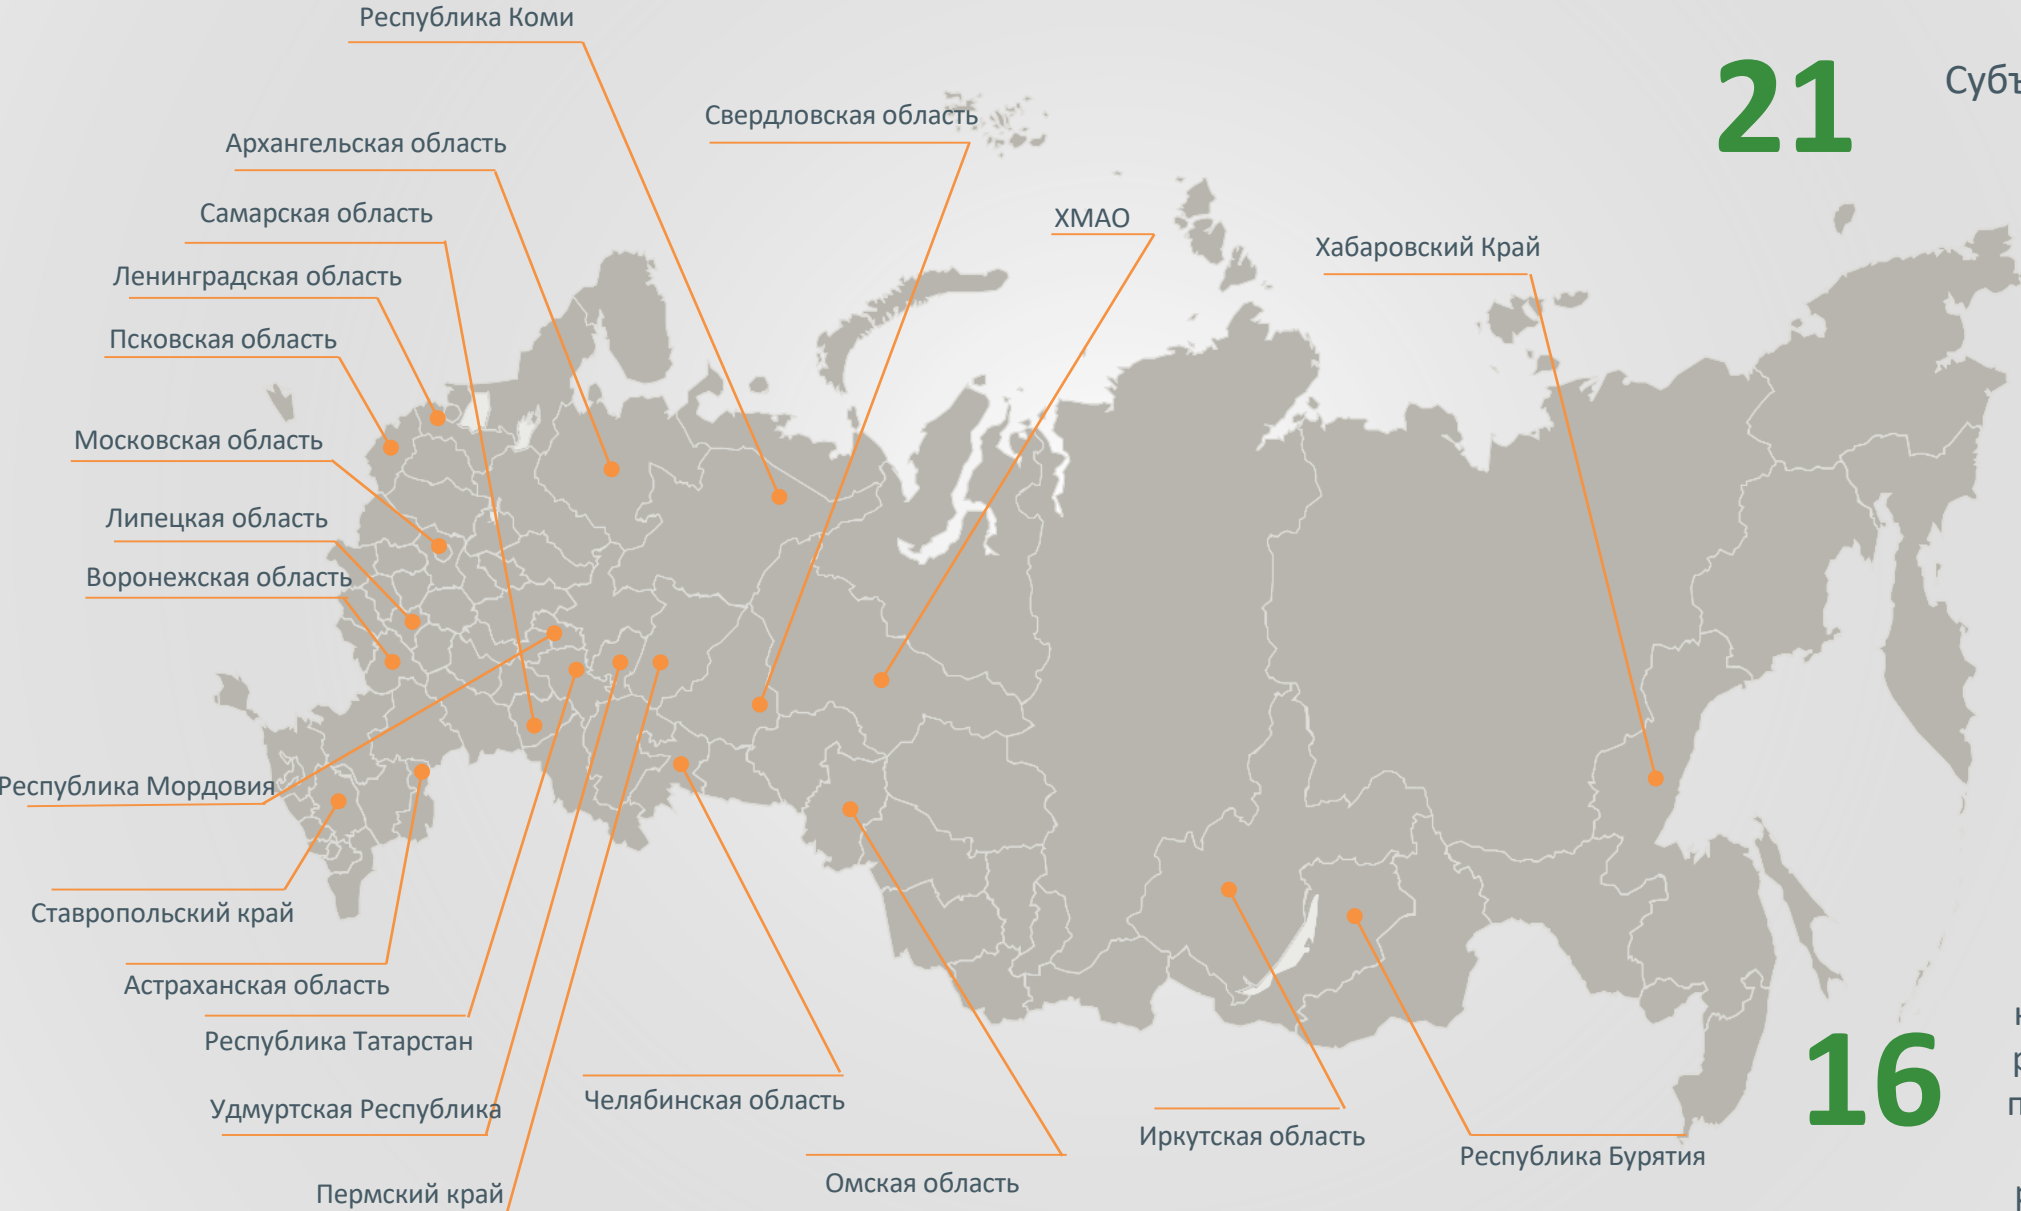 Республика Коми
21
Свердловская область
Архангельская область
Самарская область
ХМАО
Хабаровский Край
Ленинградская область
Псковская область
Московская область
Липецкая область
Воронежская область
Республика Мордовия
Ставропольский край
Астраханская область
Республика Татарстан
16
Челябинская область
Удмуртская Республика
Иркутская область
Республика Бурятия
Омская область
Пермский край